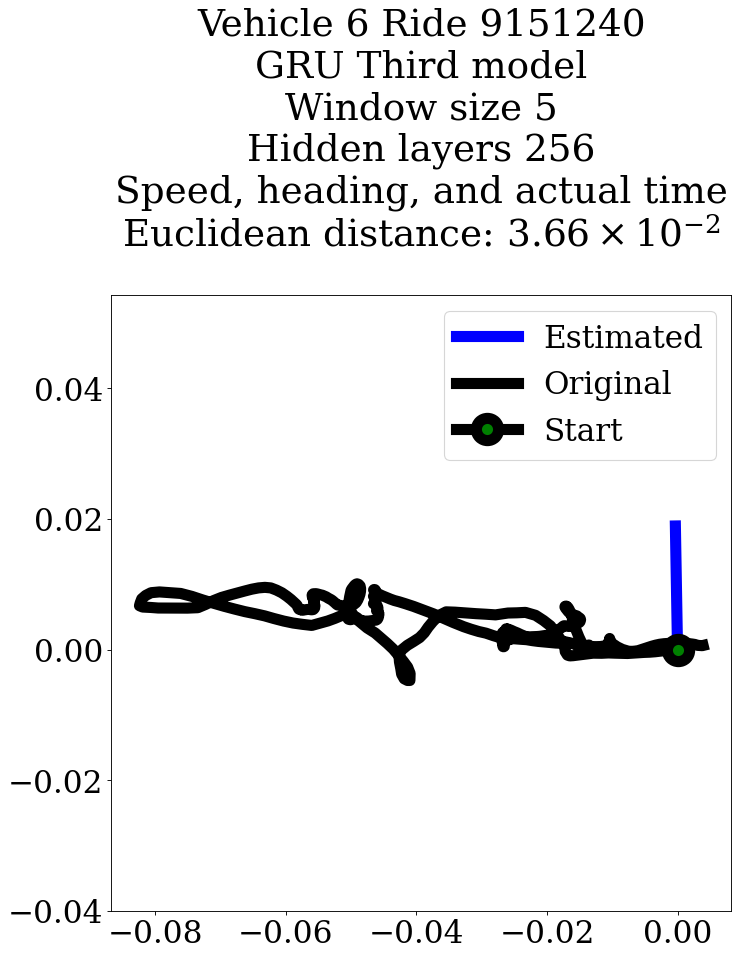 Vehicle 6 Ride 9151240
GRU Third model
Window size 5
Hidden layers 256
Speed, heading, and actual time
Euclidean distance: 3.66 × 10⁻²
Estimated
Original
Start
0.04
0.02
0.00
−0.02
−0.04
−0.08 −0.06 −0.04 −0.02 0.00